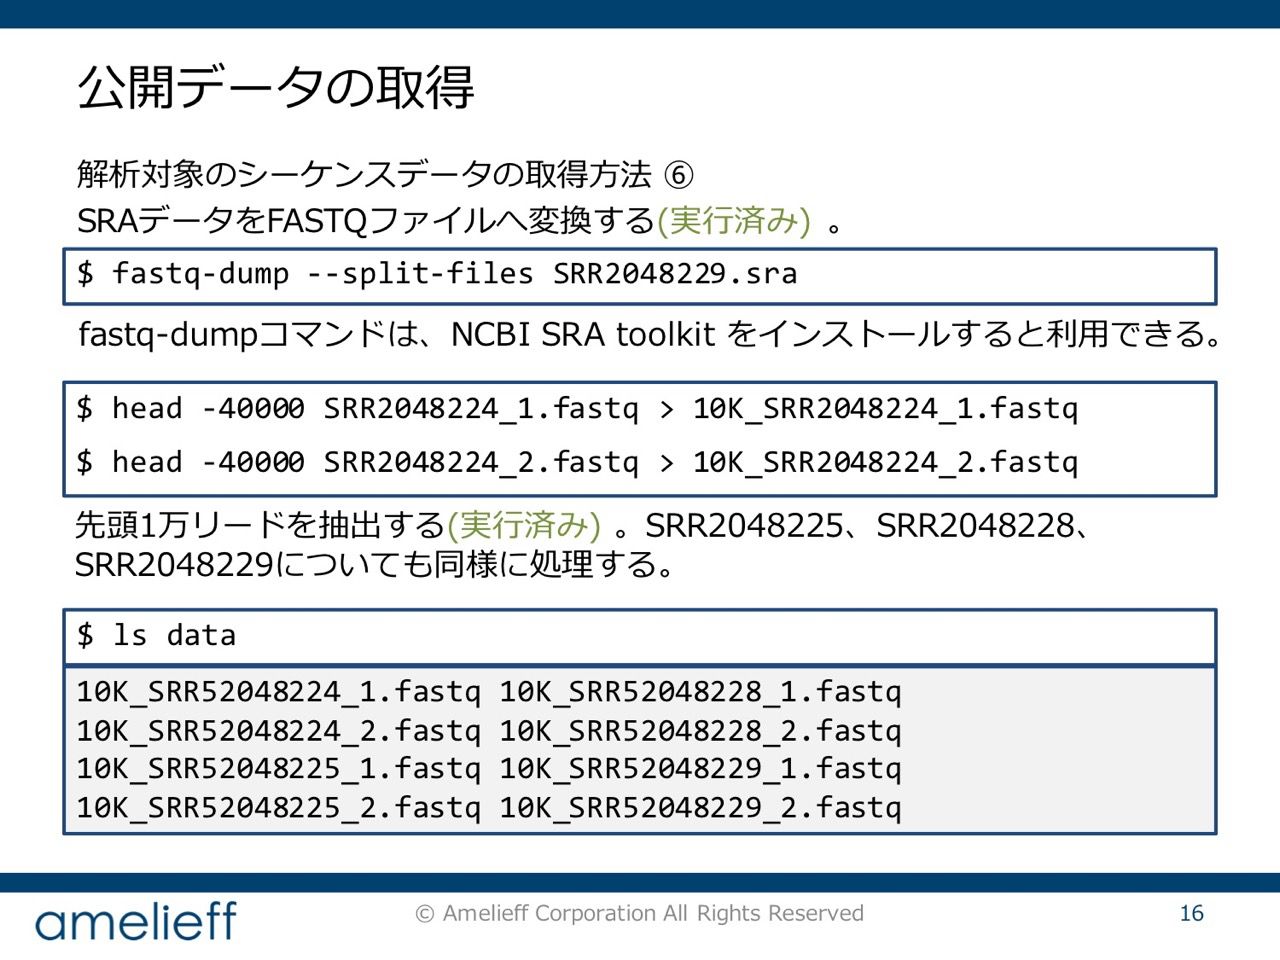 公開データの取得
解析対象のシーケンスデータの取得方法 ⑥
SRAデータをFASTQファイルへ変換する(実行済み) 。
$ fastq-dump --split-files SRR2048229.sra
fastq-dumpコマンドは、NCBI SRA toolkit をインストールすると利用できる。
$ head -40000 SRR2048224_1.fastq > 10K_SRR2048224_1.fastq
$ head -40000 SRR2048224_2.fastq > 10K_SRR2048224_2.fastq
先頭1万リードを抽出する(実行済み) 。SRR2048225、SRR2048228、
SRR2048229についても同様に処理する。
$ ls data
10K_SRR52048224_1.fastq 10K_SRR52048228_1.fastq
10K_SRR52048224_2.fastq 10K_SRR52048228_2.fastq
10K_SRR52048225_1.fastq 10K_SRR52048229_1.fastq
10K_SRR52048225_2.fastq 10K_SRR52048229_2.fastq
amelieff
© Amelieff Corporation All Rights Reserved
16